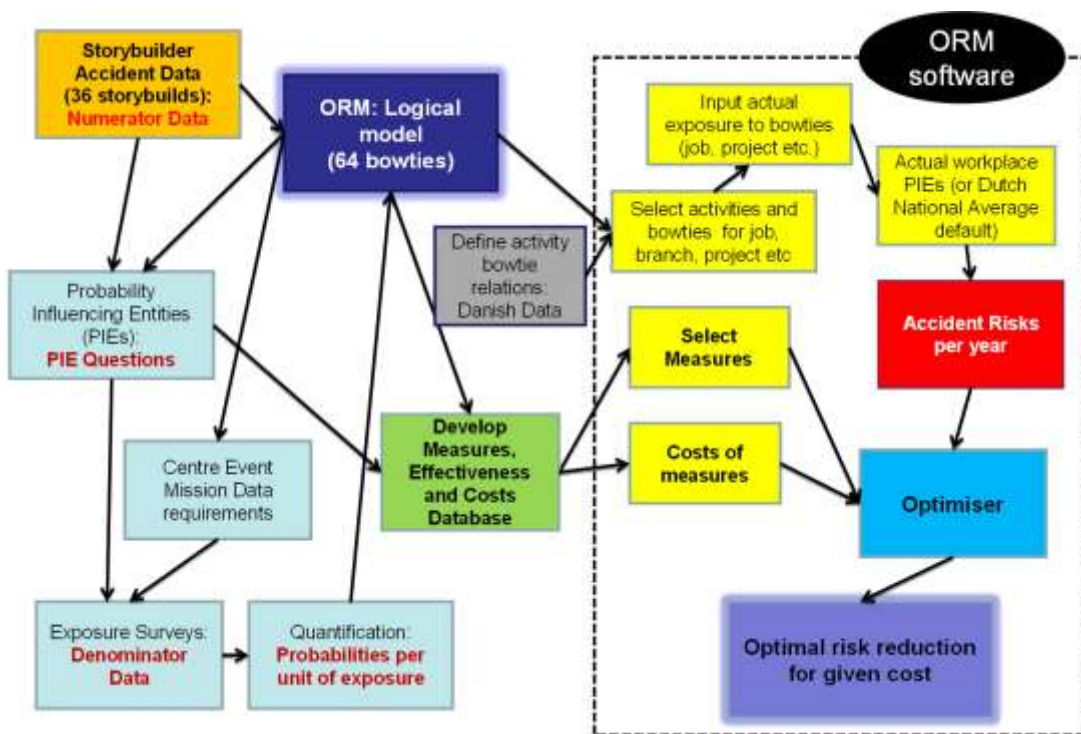 Storybuilder
Accident Data
(36 storybuilds):
Numerator Data
ORM: Logical
model
(64 bowties)
ORM
software
Input actual
exposure to bowties
(job, project etc.)
Actual workplace
PIEs (or Dutch
National Average
default)
Select activities and
bowties for job,
branch, project etc
Define activity
bowtie
relations:
Danish Data
Probability
Influencing Entities
(PIEs):
PIE Questions
Accident Risks
per year
Select
Measures
Develop
Measures,
Effectiveness
and Costs
Database
Centre Event
Mission Data
requirements
Costs of
measures
Optimiser
Exposure Surveys:
Denominator
Data
Quantification:
Probabilities per
unit of exposure
Optimal risk reduction
for given cost